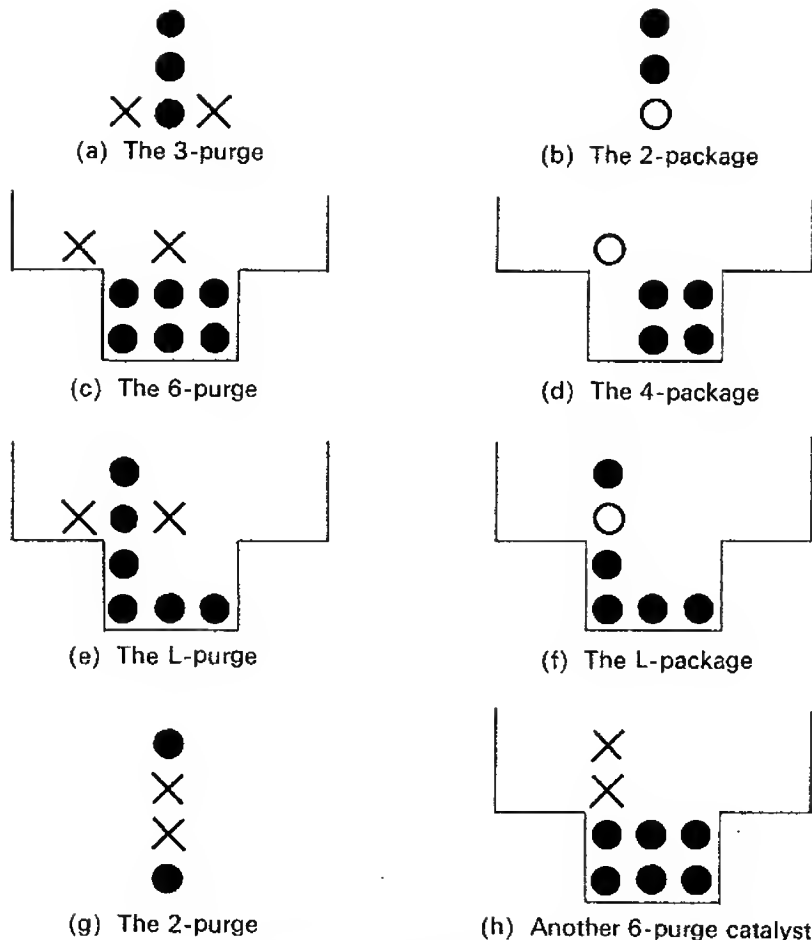 (a) The 3-purge
(b) The 2-package
(c) The 6-purge
(d) The 4-package
(e) The L-purge
(f) The L-package
(g) The 2-purge
(h) Another 6-purge catalyst